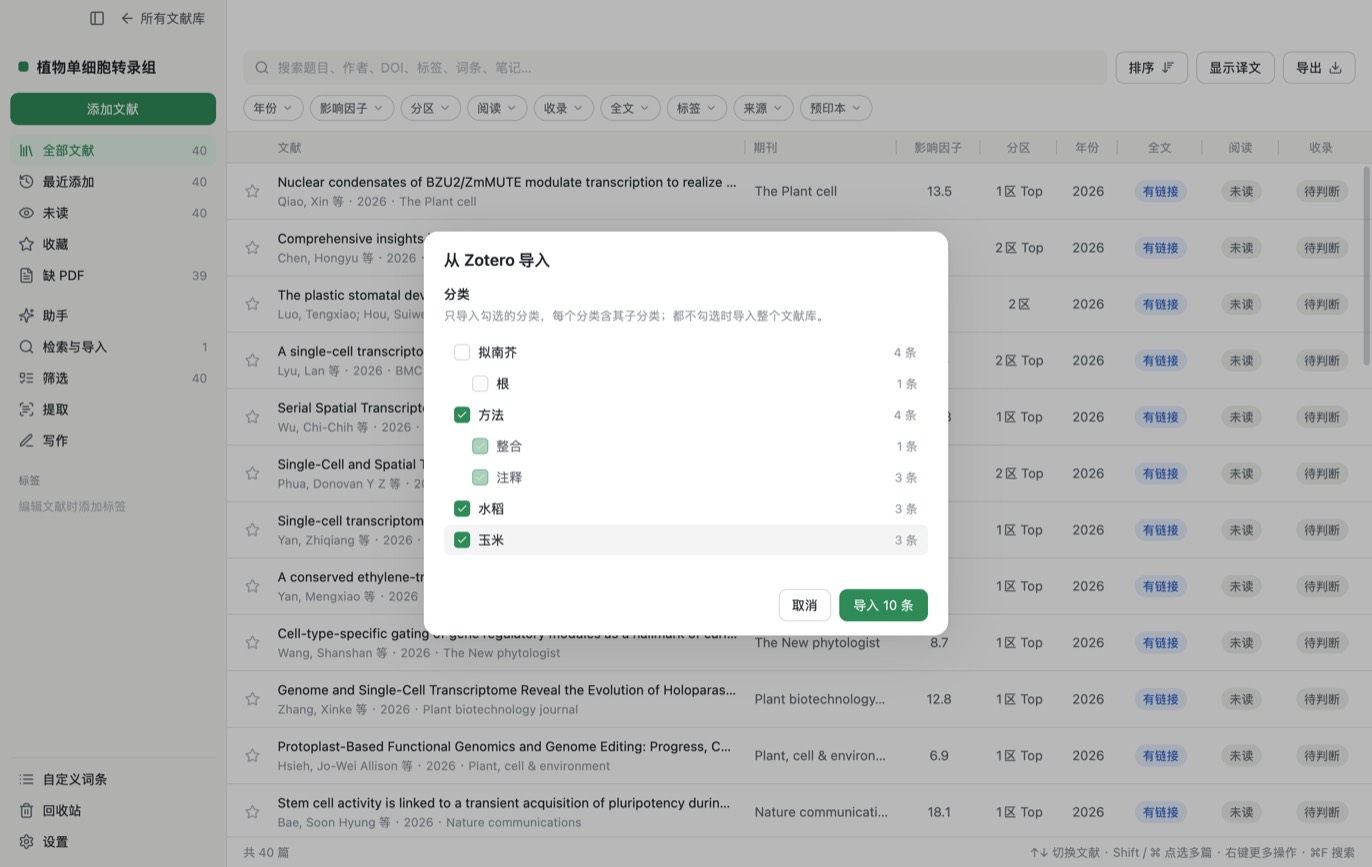 所有文献库
植物单细胞转录组
添加文献
全部文献 40
最近添加 40
未读 40
收藏
缺 PDF 39
助手
检索与导入 1
筛选 40
提取
写作
标签
编辑文献时添加标签
自定义词条
回收站
设置
搜索题目、作者、DOI、标签、词条、笔记...
排序
显示译文
导出
年份 影响因子 分区 阅读 收录 全文 标签 来源 预印本
文献 期刊 影响因子 分区 年份 全文 阅读 收录
Nuclear condensates of BZU2/ZmMUTE modulate transcription to realize ...
Qiao, Xin 等 · 2026 · The Plant cell
The Plant cell 13.5 1区 Top 2026 有链接 未读 待判断
Comprehensive insights
Chen, Hongyu 等 · 2026 ·
2区 Top 2026 有链接 未读 待判断
The plastic stomatal
Luo, Tengxiao; Hou,
2区 2026 有链接 未读 待判断
A single-cell
Lyu, Lan 等 · 2026 · BMC
2区 Top 2026 有链接 未读 待判断
Serial Spatial
Wu, Chi-Chih 等 · 2026 ·
1区 Top 2026 有链接 未读 待判断
Single-Cell and Spatial
Phua, Donovan Y Z 等 ·
2区 Top 2026 有链接 未读 待判断
Single-cell
Yan, Zhiqiang 等 · 2026 ·
1区 Top 2026 有链接 未读 待判断
A conserved
Yan, Mengxiao 等 · 2026
1区 Top 2026 有链接 未读 待判断
Cell-type-specific gating of gene regulatory modules as a hallmark of
Wang, Shanshan 等 · 2026 · The New phytologist
The New phytologist 8.7 1区 Top 2026 有链接 未读 待判断
Genome and Single-Cell Transcriptome Reveal the Evolution of Holoparas...
Zhang, Xinke 等 · 2026 · Plant biotechnology journal
Plant biotechnology... 12.8 1区 Top 2026 有链接 未读 待判断
Protoplast-Based Functional Genomics and Genome Editing: Progress, C...
Hsieh, Jo-Wei Allison 等 · 2026 · Plant, cell & environment
Plant, cell & environ... 6.9 1区 Top 2026 有链接 未读 待判断
Stem cell activity is linked to a transient acquisition of pluripotency durin...
Bae, Soon Hyung 等 · 2026 · Nature communications
Nature communicati... 18.1 1区 Top 2026 有链接 未读 待判断
共 40 篇
↑↓ 切换文献 · Shift / ⌘ 点选多篇 · 右键更多操作 · ⌘F 搜索
从 Zotero 导入
分类
只导入勾选的分类，每个分类含其子分类；都不勾选时导入整个文献库。
拟南芥 4 条
根 1 条
方法 4 条
整合 1 条
注释 3 条
水稻 3 条
玉米 3 条
取消
导入 10 条